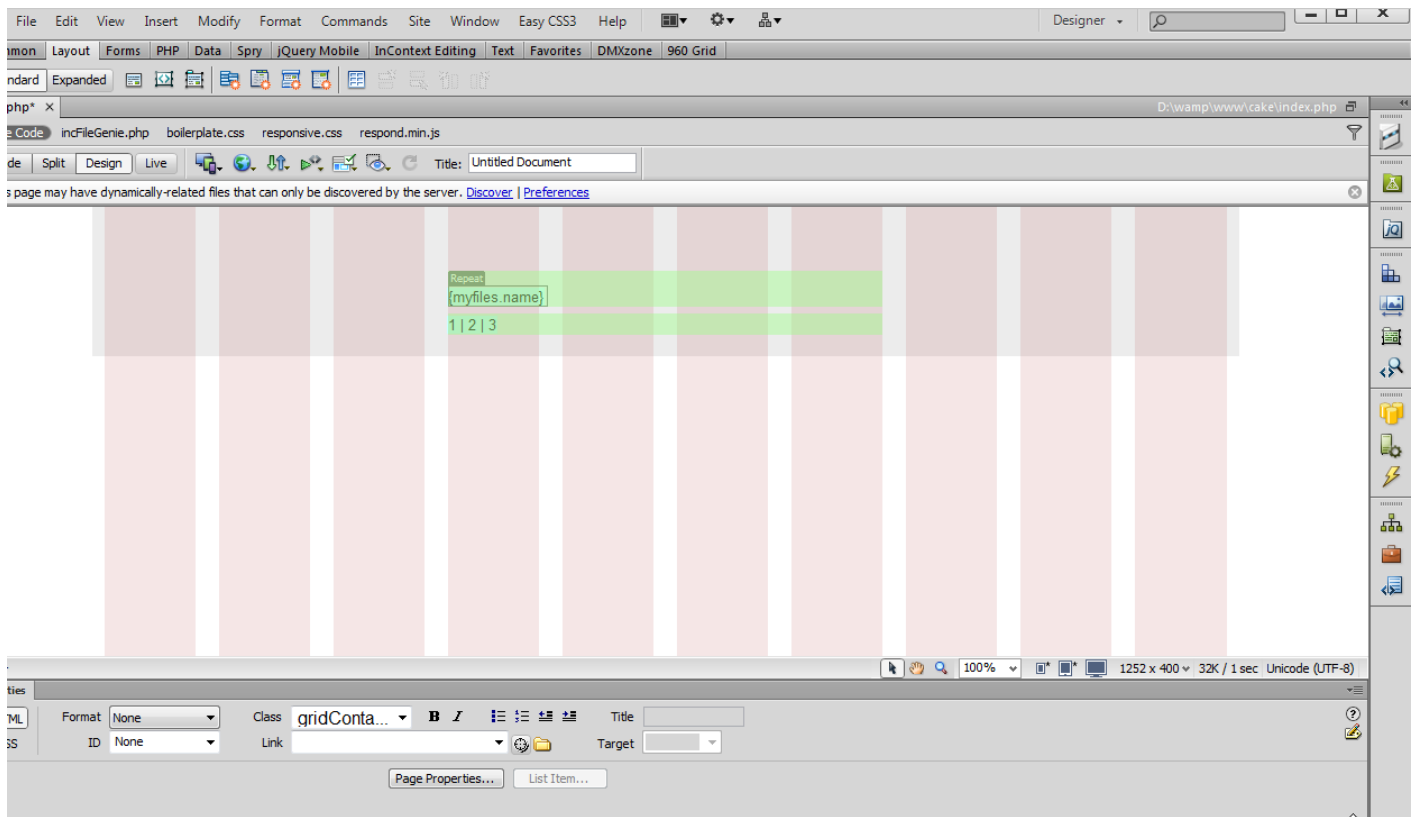 File Edit View Insert Modify Format Commands Site Window Easy CSS3 Help Designer
mmon Layout Forms PHP Data Spry jQuery Mobile InContext Editing Text Favorites DMXzone 960 Grid
ndard Expanded
php* D:\wamp\www\cake\index.php
e Code incFileGenie.php boilerplate.css responsive.css respond.min.js
de Split Design Live Title: Untitled Document
s page may have dynamically-related files that can only be discovered by the server. Discover | Preferences
jQ
Repeat
{myfiles.name}
1 | 2 | 3
100% 1252 x 400 32K / 1 sec Unicode (UTF-8)
ties
ML Format None Class gridConta... B I Title
SS ID None Link Target
Page Properties... List Item...